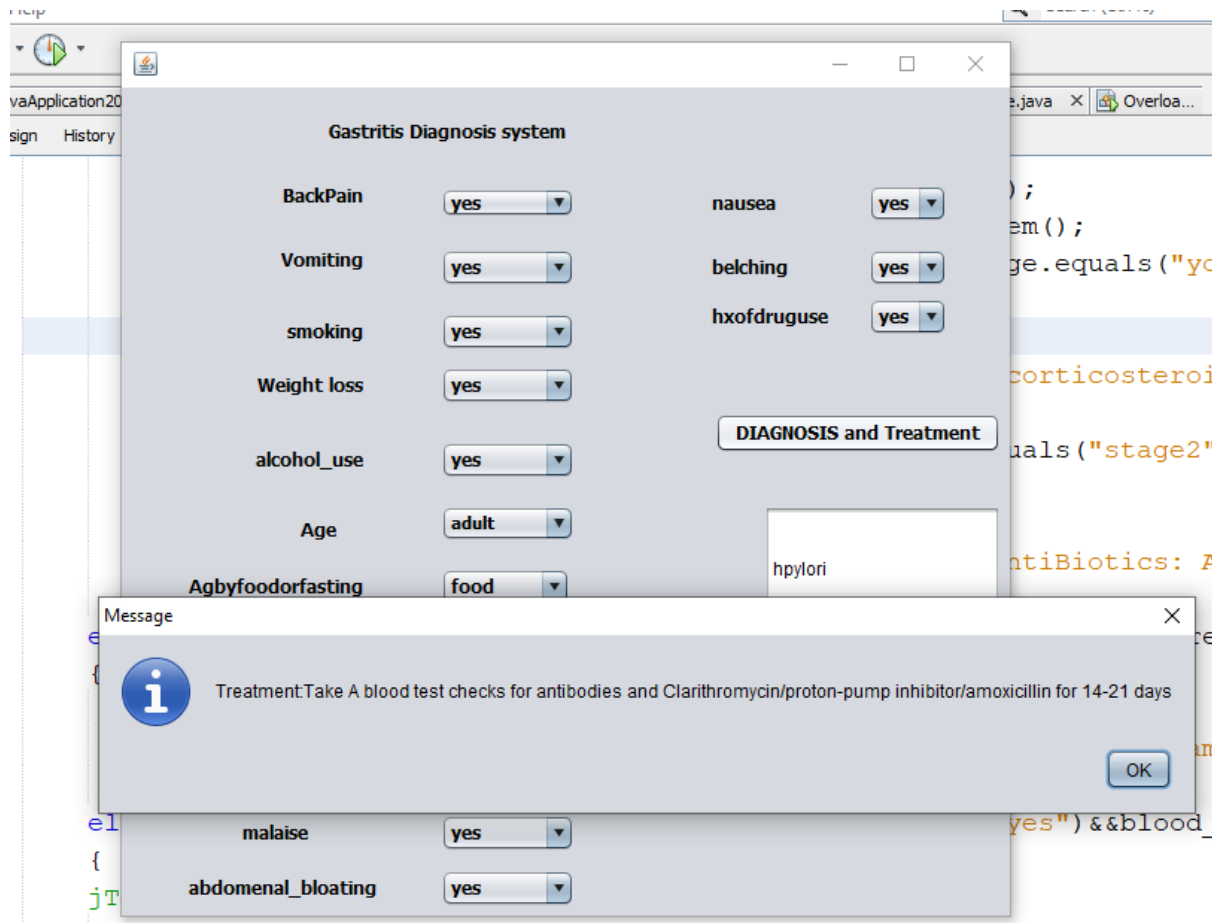 Help
vaApplication20
e.java
Overloa...
sign
History
Gastritis Diagnosis system
BackPain
yes
nausea
yes
Vomiting
yes
belching
yes
smoking
yes
hxofdruguse
yes
Weight loss
yes
DIAGNOSIS and Treatment
alcohol_use
yes
Age
adult
hpylori
Agbyfoodorfasting
food
);
em();
ge.equals("yo
corticosteroi
uals("stage2"
ntiBiotics: A
Message
Treatment:Take A blood test checks for antibodies and Clarithromycin/proton-pump inhibitor/amoxicillin for 14-21 days
OK
e
{
el
malaise
yes
yes")&&blood_
{
abdomenal_bloating
yes
jT